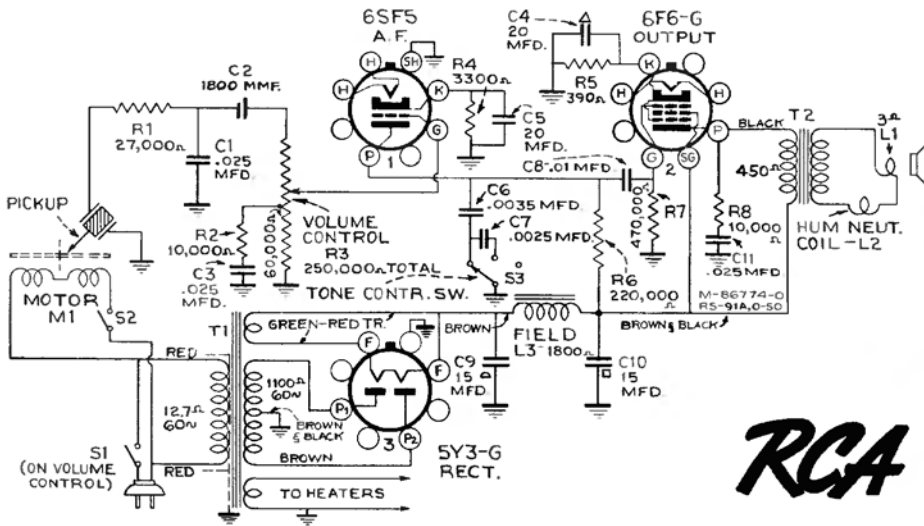 6SF5
A.F.
C4
20
MFD.
6F6-G
OUTPUT
C2
1800 MMF.
H
SH
H
K
G
P
1
R4
3300Ω
C5
20
MFD.
R5
390Ω
K
H
H
P
G
SG
2
BLACK
T2
3Ω
L1
450Ω
R1
27,000Ω
C1
.025
MFD.
C8-.01 MFD.
R7
470,000Ω
C6
.0035 MFD.
C7
.0025 MFD.
R8
10,000
Ω
C11
.025MFD.
HUM NEUT.
COIL-L2
PICKUP
R2
10,000Ω
C3
.025
MFD.
60,000Ω
VOLUME
CONTROL
R3
250,000Ω TOTAL
S3
TONE CONTR. SW.
R6
220,000
Ω
M-86774-0
RS-91A,0-50
BROWN & BLACK
MOTOR
M1
S2
T1
GREEN-RED TR.
BROWN
FIELD
L3-1800Ω
RED
F
F
C9
15
MFD.
C10
15
MFD.
12.7Ω
60~
1100Ω
60~
BROWN
& BLACK
P1
P2
3
S1
(ON VOLUME
CONTROL)
RED
BROWN
5Y3-G
RECT.
TO HEATERS
RCA